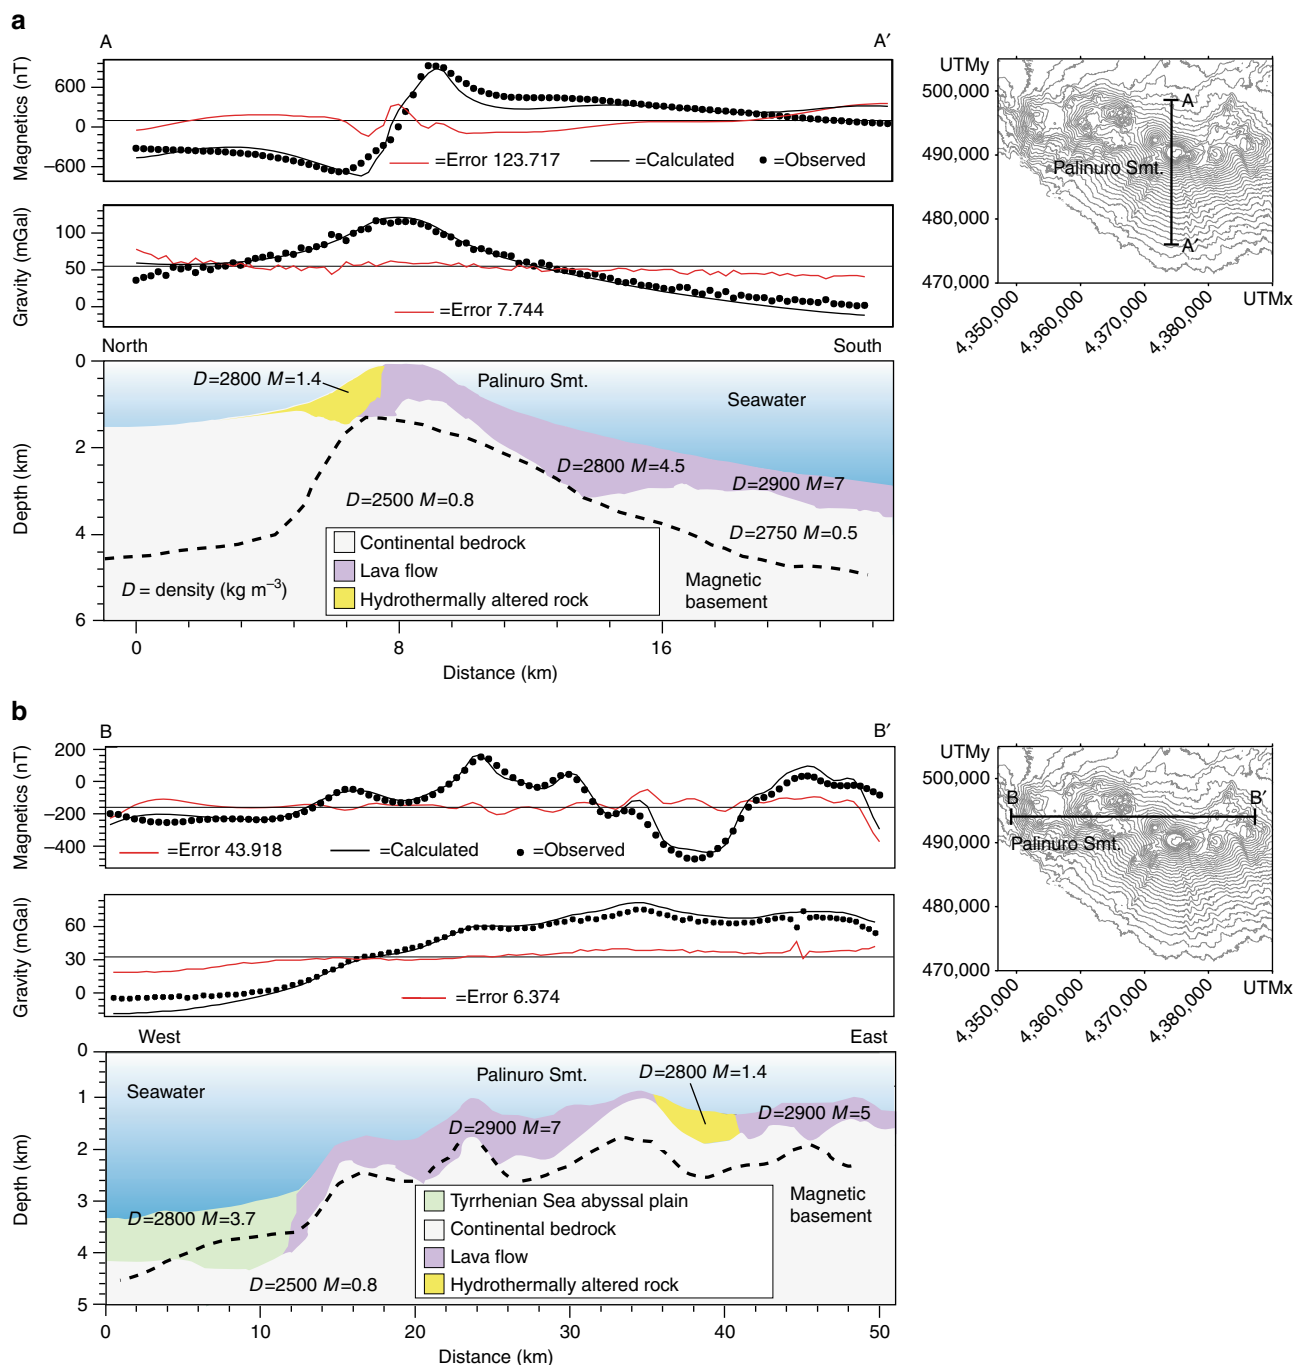 a
A
A′
Magnetics (nT)
600
0
−600
=Error 123.717
=Calculated
=Observed
Gravity (mGal)
100
50
0
=Error 7.744
North
South
0
2
4
6
Depth (km)
D=2800 M=1.4
Palinuro Smt.
Seawater
D=2800 M=4.5
D=2900 M=7
D=2500 M=0.8
D=2750 M=0.5
Continental bedrock
Lava flow
Hydrothermally altered rock
D = density (kg m−3)
Magnetic
basement
0
8
16
Distance (km)
UTMy
500,000
490,000
480,000
470,000
A
Palinuro Smt.
A′
UTMx
4,350,000
4,360,000
4,370,000
4,380,000
b
B
B′
Magnetics (nT)
200
0
−200
−400
=Error 43.918
=Calculated
=Observed
Gravity (mGal)
60
30
0
=Error 6.374
West
East
0
1
2
3
4
5
Depth (km)
Seawater
Palinuro Smt.
D=2800 M=1.4
D=2900 M=7
D=2900 M=5
D=2800 M=3.7
D=2500 M=0.8
Tyrrhenian Sea abyssal plain
Continental bedrock
Lava flow
Hydrothermally altered rock
Magnetic
basement
0
10
20
30
40
50
Distance (km)
UTMy
500,000
490,000
480,000
470,000
B
B′
Palinuro Smt.
UTMx
4,350,000
4,360,000
4,370,000
4,380,000